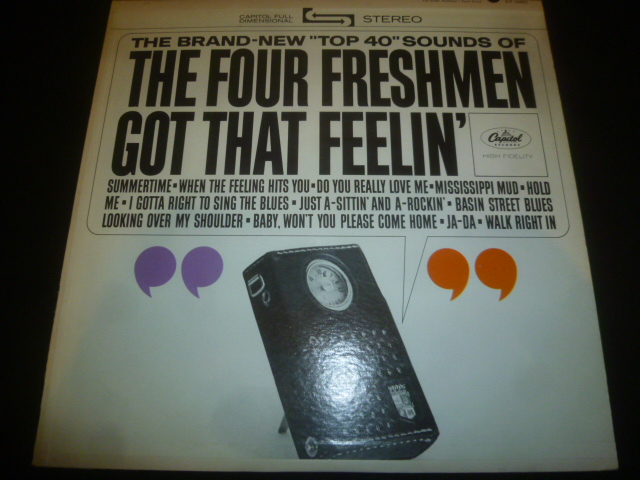 CAPITOL FULL DIMENSIONAL STEREO
THE BRAND-NEW "TOP 40" SOUNDS OF
THE FOUR FRESHMEN
GOT THAT FEELIN'
Capitol
RECORDS
HIGH FIDELITY
SUMMERTIME • WHEN THE FEELING HITS YOU • DO YOU REALLY LOVE ME • MISSISSIPPI MUD • HOLD
ME • I GOTTA RIGHT TO SING THE BLUES • JUST A-SITTIN' AND A-ROCKIN' • BASIN STREET BLUES
LOOKING OVER MY SHOULDER • BABY, WON'T YOU PLEASE COME HOME • JA-DA • WALK RIGHT IN